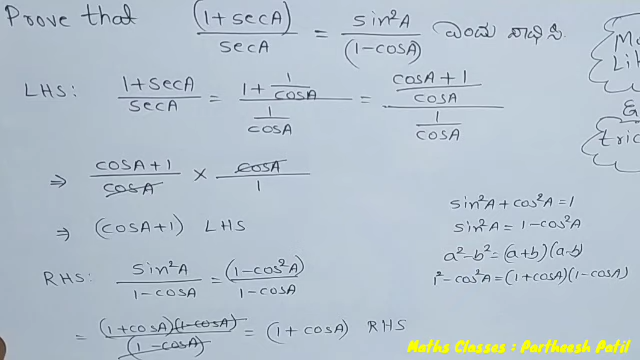 Prove that (1+secA)/secA = sin²A/(1-cosA) ಎಂದು ಸಾಧಿಸಿ.
LHS: (1+secA)/secA = (1+1/cosA)/(1/cosA) = ((cosA+1)/cosA)/(1/cosA)
⇒ (cosA+1)/cosA × cosA/1
⇒ (cosA+1) LHS
sin²A+cos²A=1
sin²A = 1-cos²A
a²-b²=(a+b)(a-b)
1²-cos²A=(1+cosA)(1-cosA)
RHS: sin²A/(1-cosA) = (1-cos²A)/(1-cosA)
= (1+cosA)(1-cosA)/(1-cosA) = (1+cosA) RHS
Maths Classes : Partheesh Patil